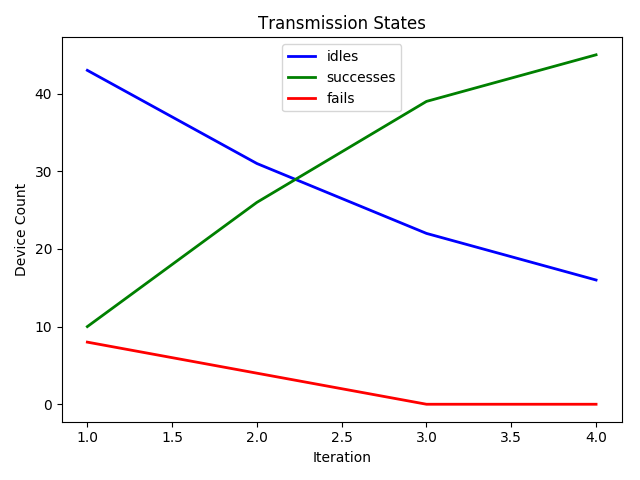 Transmission States
idles
successes
fails
Device Count
40
30
20
10
0
1.0 1.5 2.0 2.5 3.0 3.5 4.0
Iteration